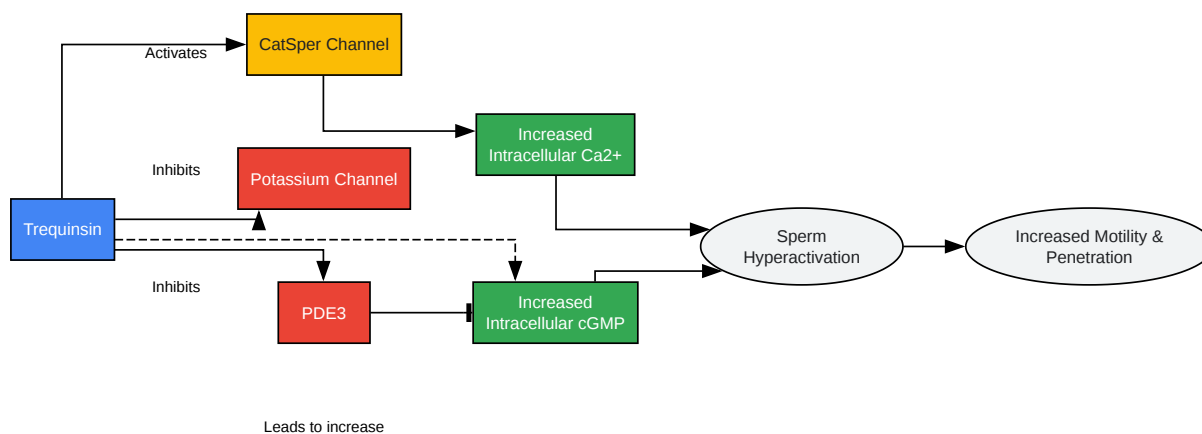 CatSper Channel
Activates
Increased
Intracellular Ca2+
Inhibits
Potassium Channel
Trequinsin
Sperm
Hyperactivation
Increased Motility &
Penetration
Inhibits
PDE3
Increased
Intracellular cGMP
Leads to increase